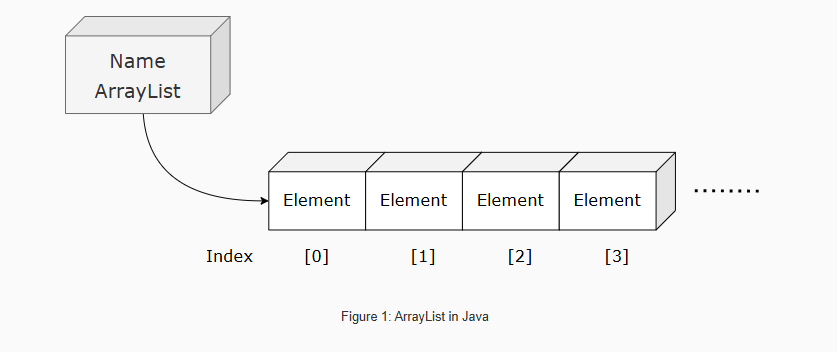 Name
ArrayList
Element Element Element Element
Index [0] [1] [2] [3]
Figure 1: ArrayList in Java